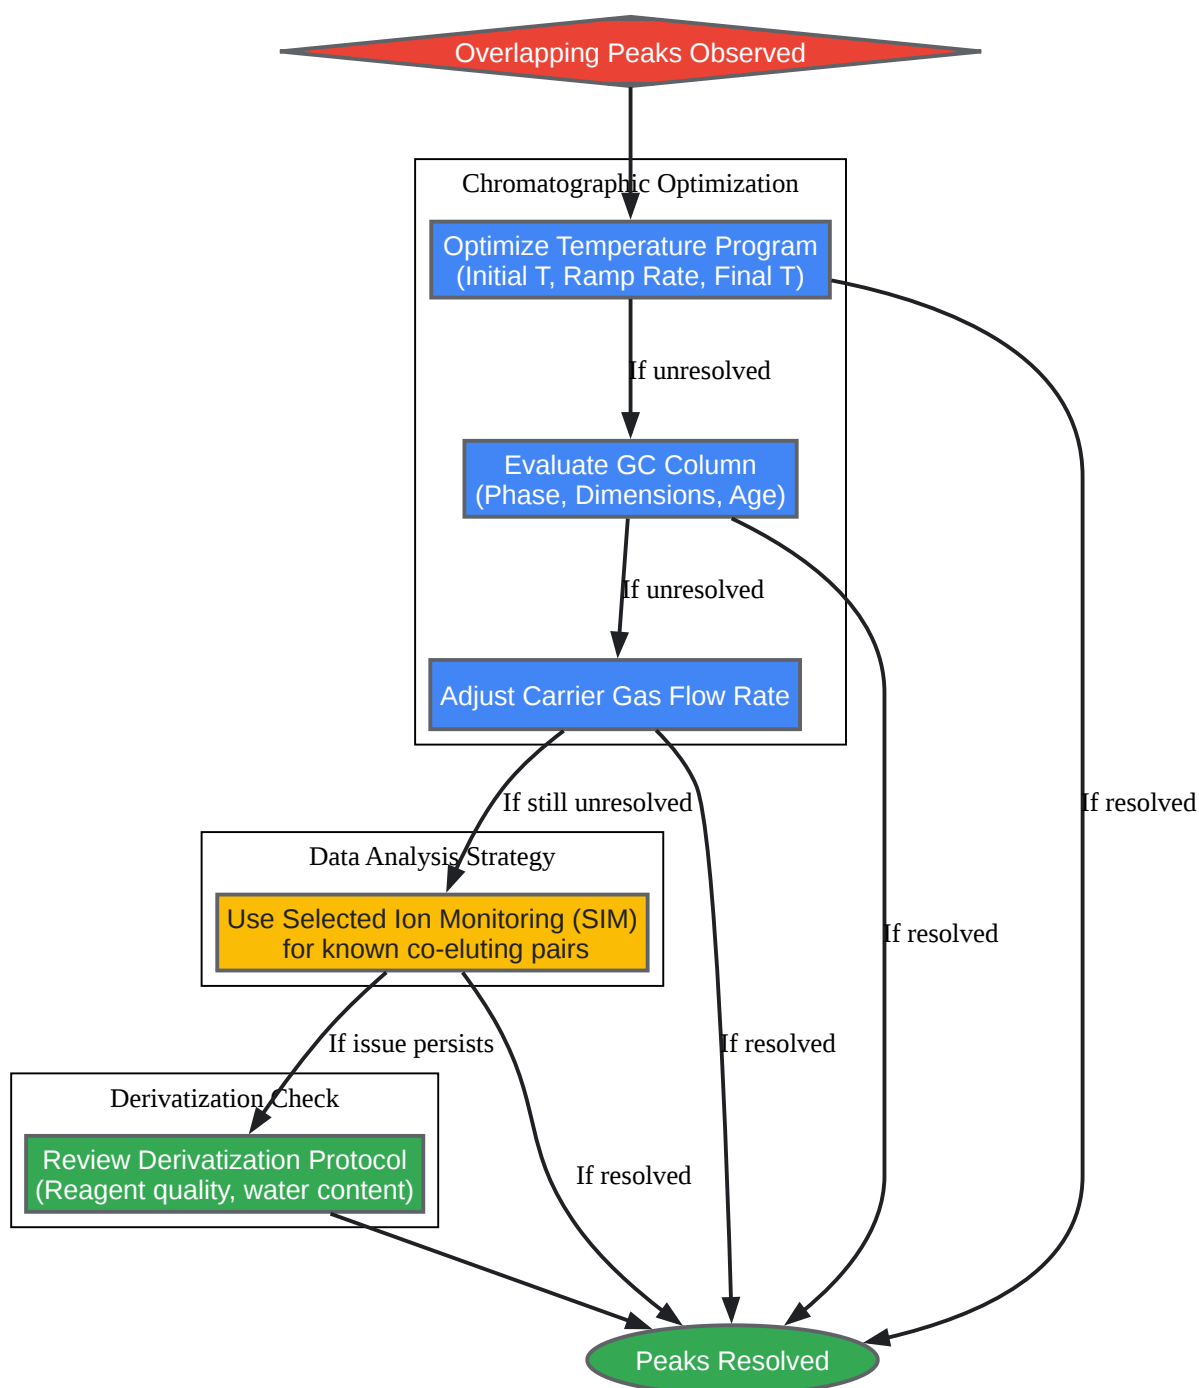 Overlapping Peaks Observed
Chromatographic Optimization
Optimize Temperature Program
(Initial T, Ramp Rate, Final T)
If unresolved
Evaluate GC Column
(Phase, Dimensions, Age)
If unresolved
Adjust Carrier Gas Flow Rate
If still unresolved
If resolved
Data Analysis Strategy
Use Selected Ion Monitoring (SIM)
for known co-eluting pairs
If resolved
If issue persists
If resolved
Derivatization Check
Review Derivatization Protocol
(Reagent quality, water content)
If resolved
Peaks Resolved